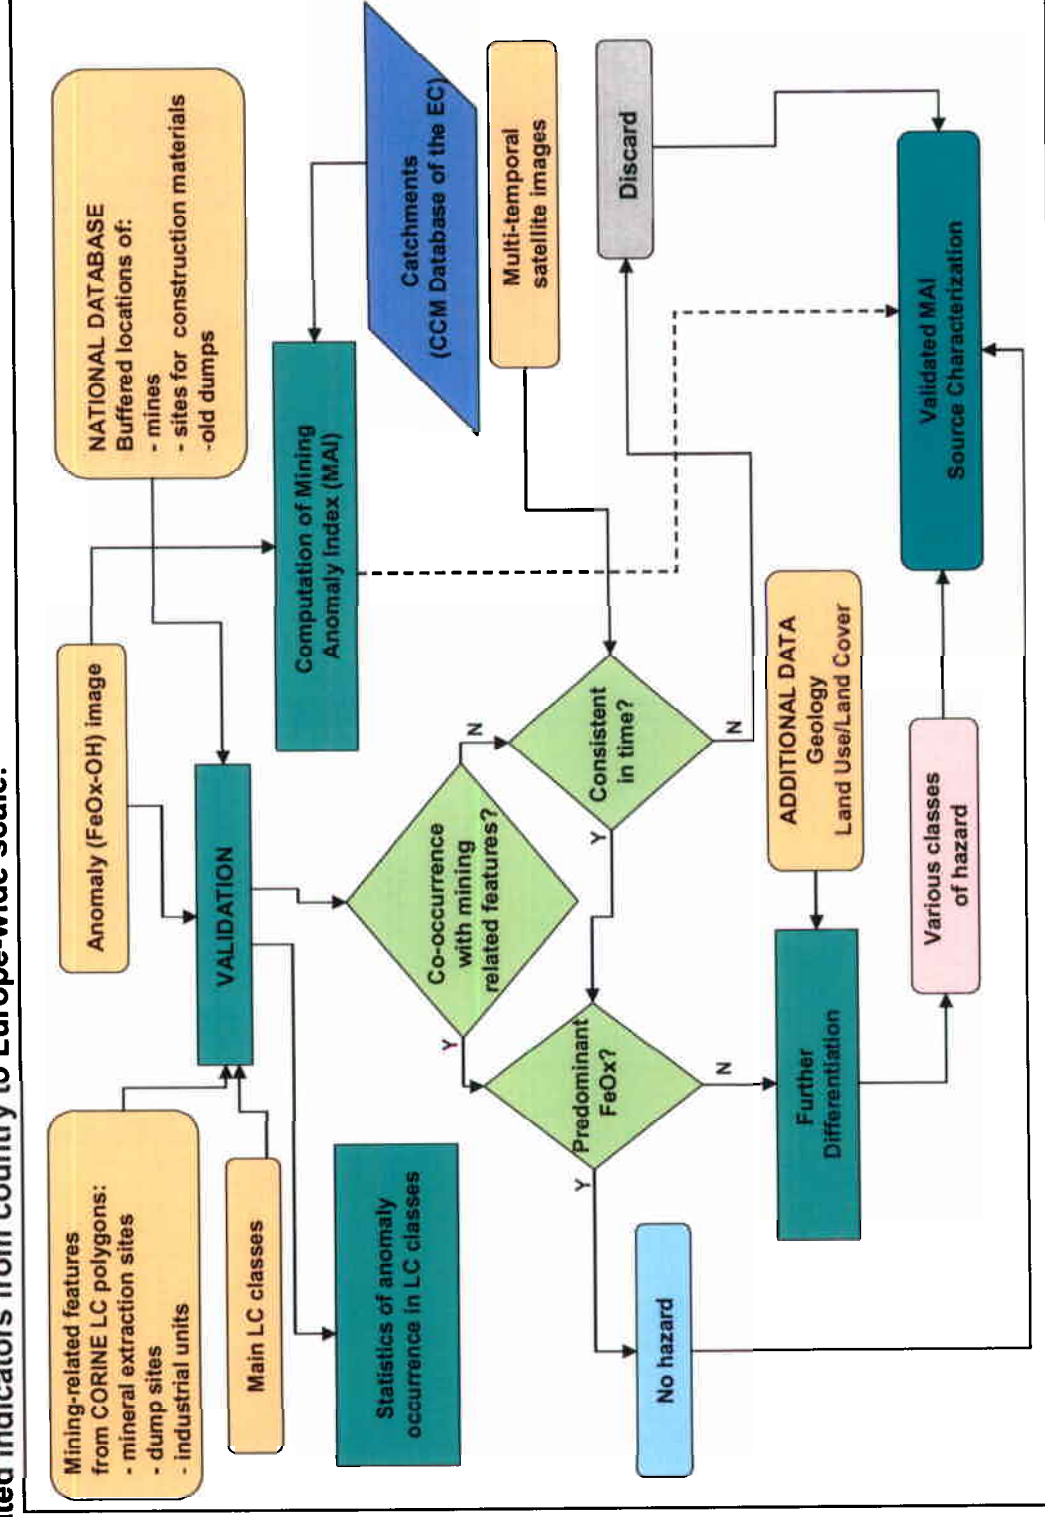 indicators from country to Europe-wide scale.
Mining-related features
from CORINE LC polygons:
- mineral extraction sites
- dump sites
- industrial units
Anomaly (FeOx-OH) image
NATIONAL DATABASE
Buffered locations of:
- mines
- sites for construction materials
-old dumps
Main LC classes
VALIDATION
Computation of Mining
Anomaly Index (MAI)
Catchments
(CCM Database of the EC)
Statistics of anomaly
occurrence in LC classes
Co-occurrence
with mining
related features?
Y
N
Multi-temporal
satellite images
Predominant
FeOx?
Y
N
Consistent
in time?
Y
N
Discard
No hazard
Further
Differentiation
ADDITIONAL DATA
Geology
Land Use/Land Cover
Various classes
of hazard
Validated MAI
Source Characterization